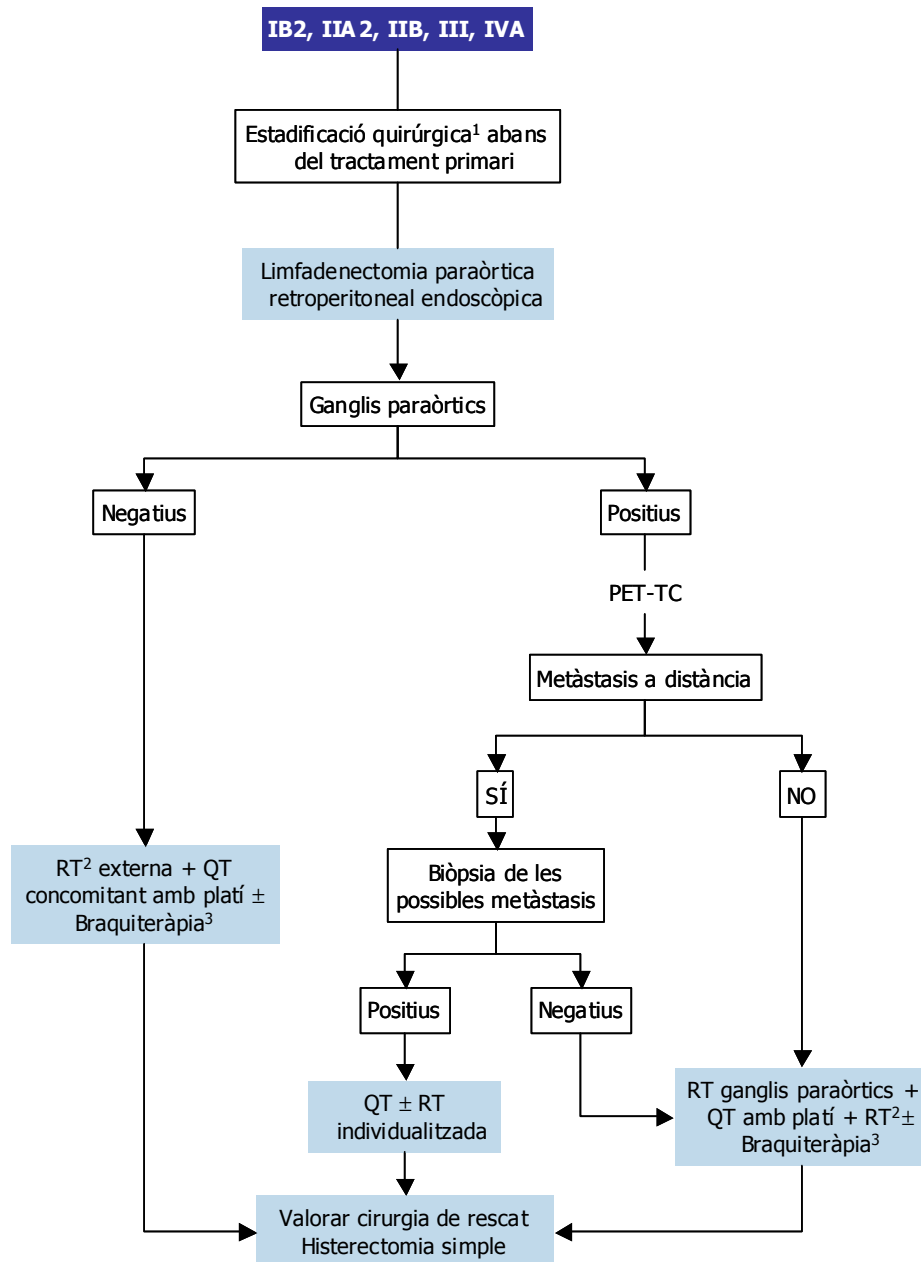 IB2, IIA2, IIB, III, IVA
Estadificació quirúrgica¹ abans
del tractament primari
Limfadenectomia paraòrtica
retroperitoneal endoscòpica
Ganglis paraòrtics
Negatius
Positius
PET-TC
Metàstasis a distància
SÍ
NO
RT² externa + QT
concomitant amb platí ±
Braquiteràpia³
Biòpsia de les
possibles metàstasis
Positius
Negatius
QT ± RT
individualitzada
RT ganglis paraòrtics +
QT amb platí + RT²±
Braquiteràpia³
Valorar cirurgia de rescat
Histerectomia simple